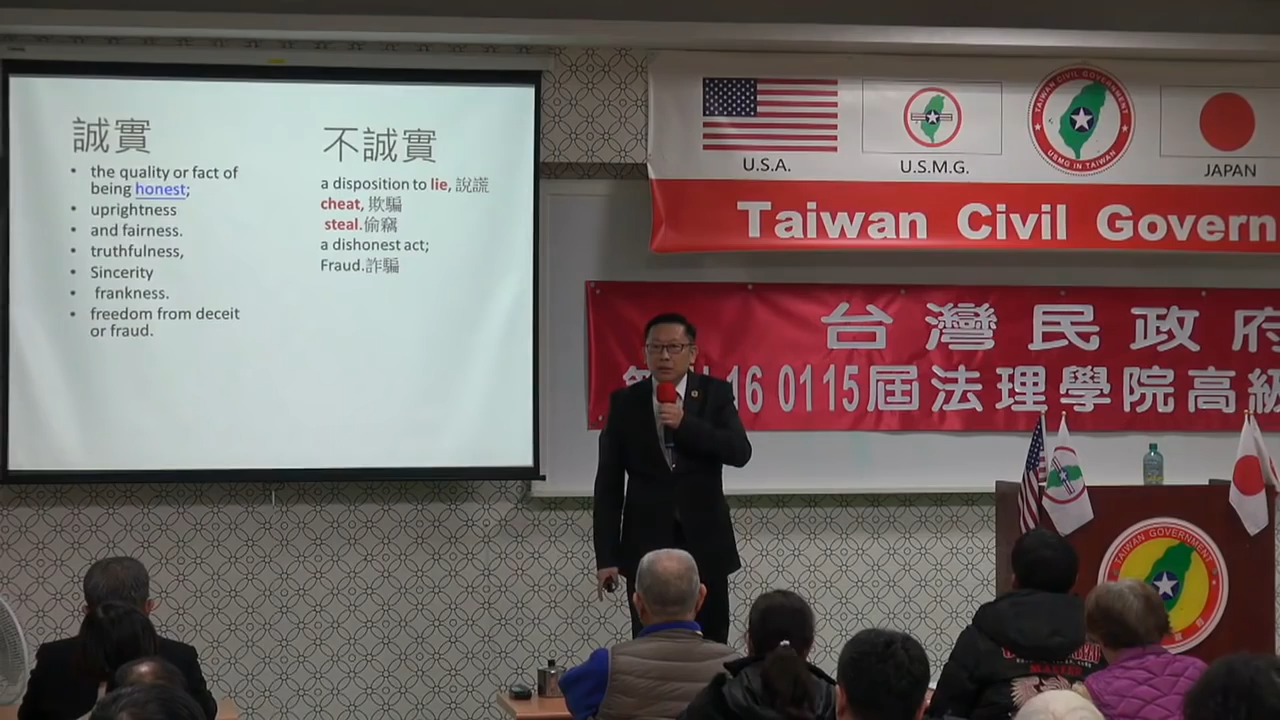 誠實
• the quality or fact of
being honest;
• uprightness
• and fairness.
• truthfulness,
• Sincerity
• frankness.
• freedom from deceit
or fraud.
不誠實
a disposition to lie, 說謊
cheat, 欺騙
steal.偷竊
a dishonest act;
Fraud.詐騙
U.S.A.
U.S.M.G.
TAIWAN CIVIL GOVERNMENT
USMG IN TAIWAN
JAPAN
Taiwan Civil Govern
台灣民政府
16 0115屆法理學院高級
TAIWAN GOVERNMENT